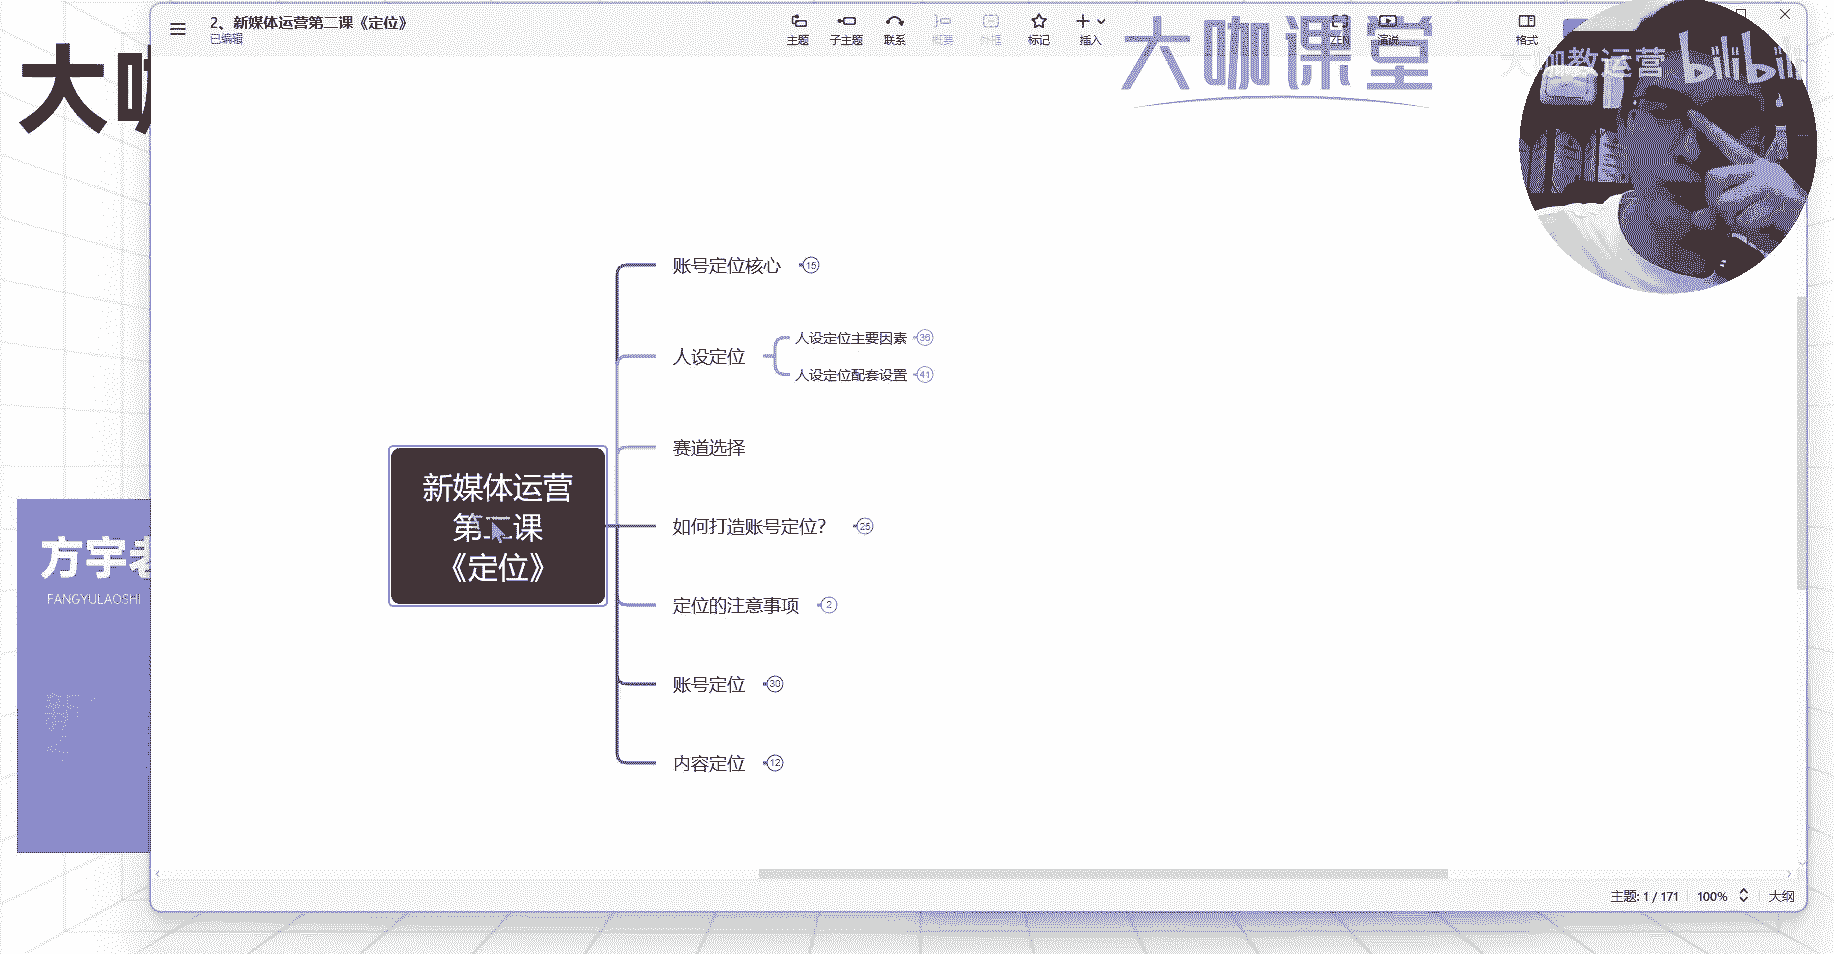 2、新媒体运营第二课《定位》
已编辑
主题
子主题
联系
概要
外框
标记
插入
ZEN
演说
格式
大咖课堂
大咖教运营
bilibili
大咖
方宇老
FANGYULAOSHI
新
账号定位核心
15
人设定位
人设定位主要因素
36
人设定位配套设置
41
赛道选择
新媒体运营
第二课
《定位》
如何打造账号定位?
25
定位的注意事项
2
账号定位
30
内容定位
12
主题: 1 / 171
100%
大纲